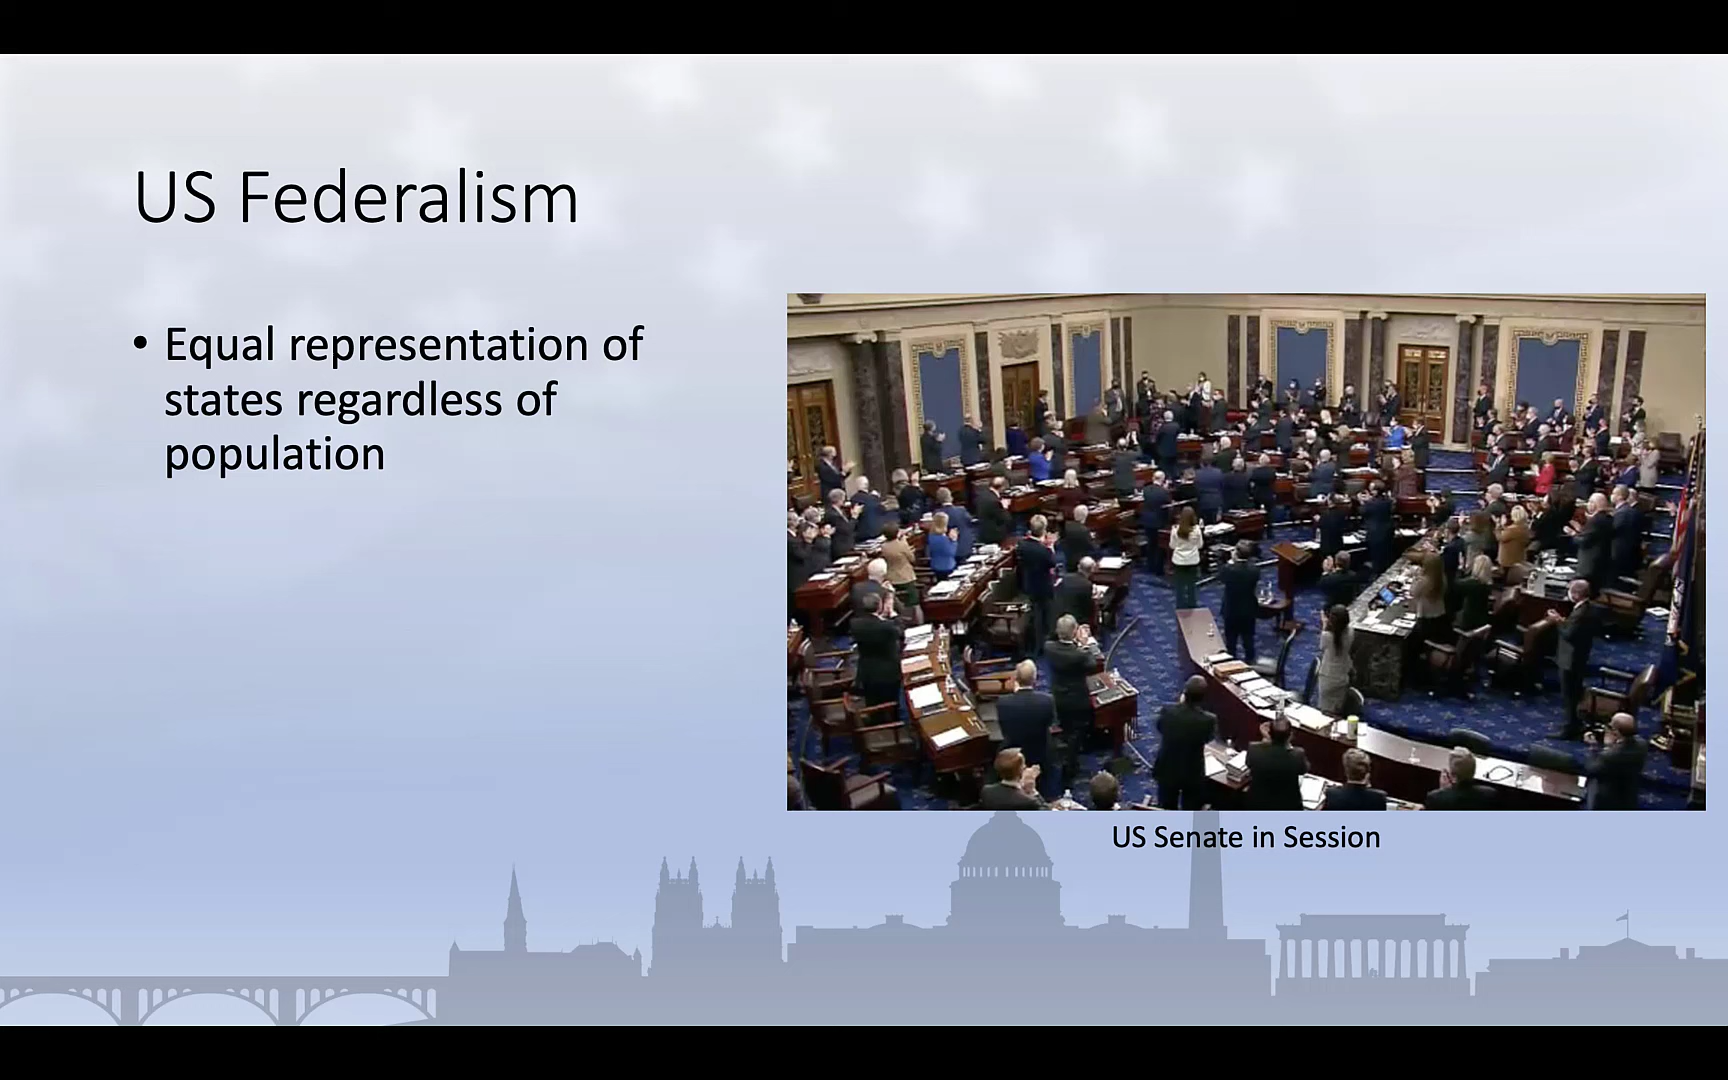 US Federalism
• Equal representation of
states regardless of
population
US Senate in Session